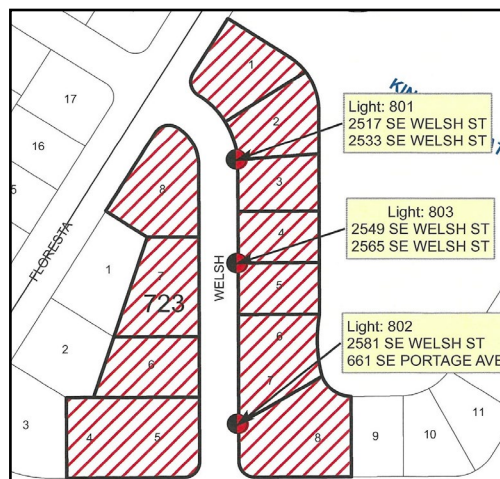 1
17
2
Light: 801
2517 SE WELSH ST
2533 SE WELSH ST
16
3
8
4
Light: 803
2549 SE WELSH ST
2565 SE WELSH ST
FLORESTA
WELSH
1
7
5
723
6
Light: 802
2581 SE WELSH ST
661 SE PORTAGE AVE
2
6
7
3
4
5
8
9
10
11